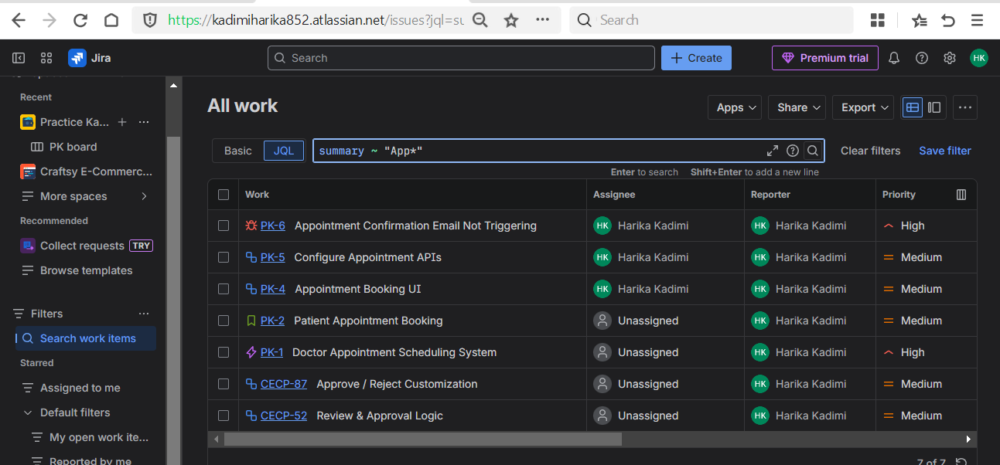 https://kadimiharika852.atlassian.net/issues?jql=su
Search
Jira
Search
+ Create
Premium trial
HK
Recent
Practice Ka...
PK board
Craftsy E-Commerc...
More spaces
Recommended
Collect requests TRY
Browse templates
Filters
Search work items
Starred
Assigned to me
Default filters
My open work ite...
Reported by me
All work
Apps
Share
Export
Basic
JQL
summary ~ "App*"
Clear filters
Save filter
Enter to search Shift+Enter to add a new line
Work Assignee Reporter Priority
PK-6 Appointment Confirmation Email Not Triggering HK Harika Kadimi HK Harika Kadimi High
PK-5 Configure Appointment APIs HK Harika Kadimi HK Harika Kadimi Medium
PK-4 Appointment Booking UI HK Harika Kadimi HK Harika Kadimi Medium
PK-2 Patient Appointment Booking Unassigned HK Harika Kadimi Medium
PK-1 Doctor Appointment Scheduling System Unassigned HK Harika Kadimi High
CECP-87 Approve / Reject Customization Unassigned HK Harika Kadimi Medium
CECP-52 Review & Approval Logic Unassigned HK Harika Kadimi Medium
7 of 7